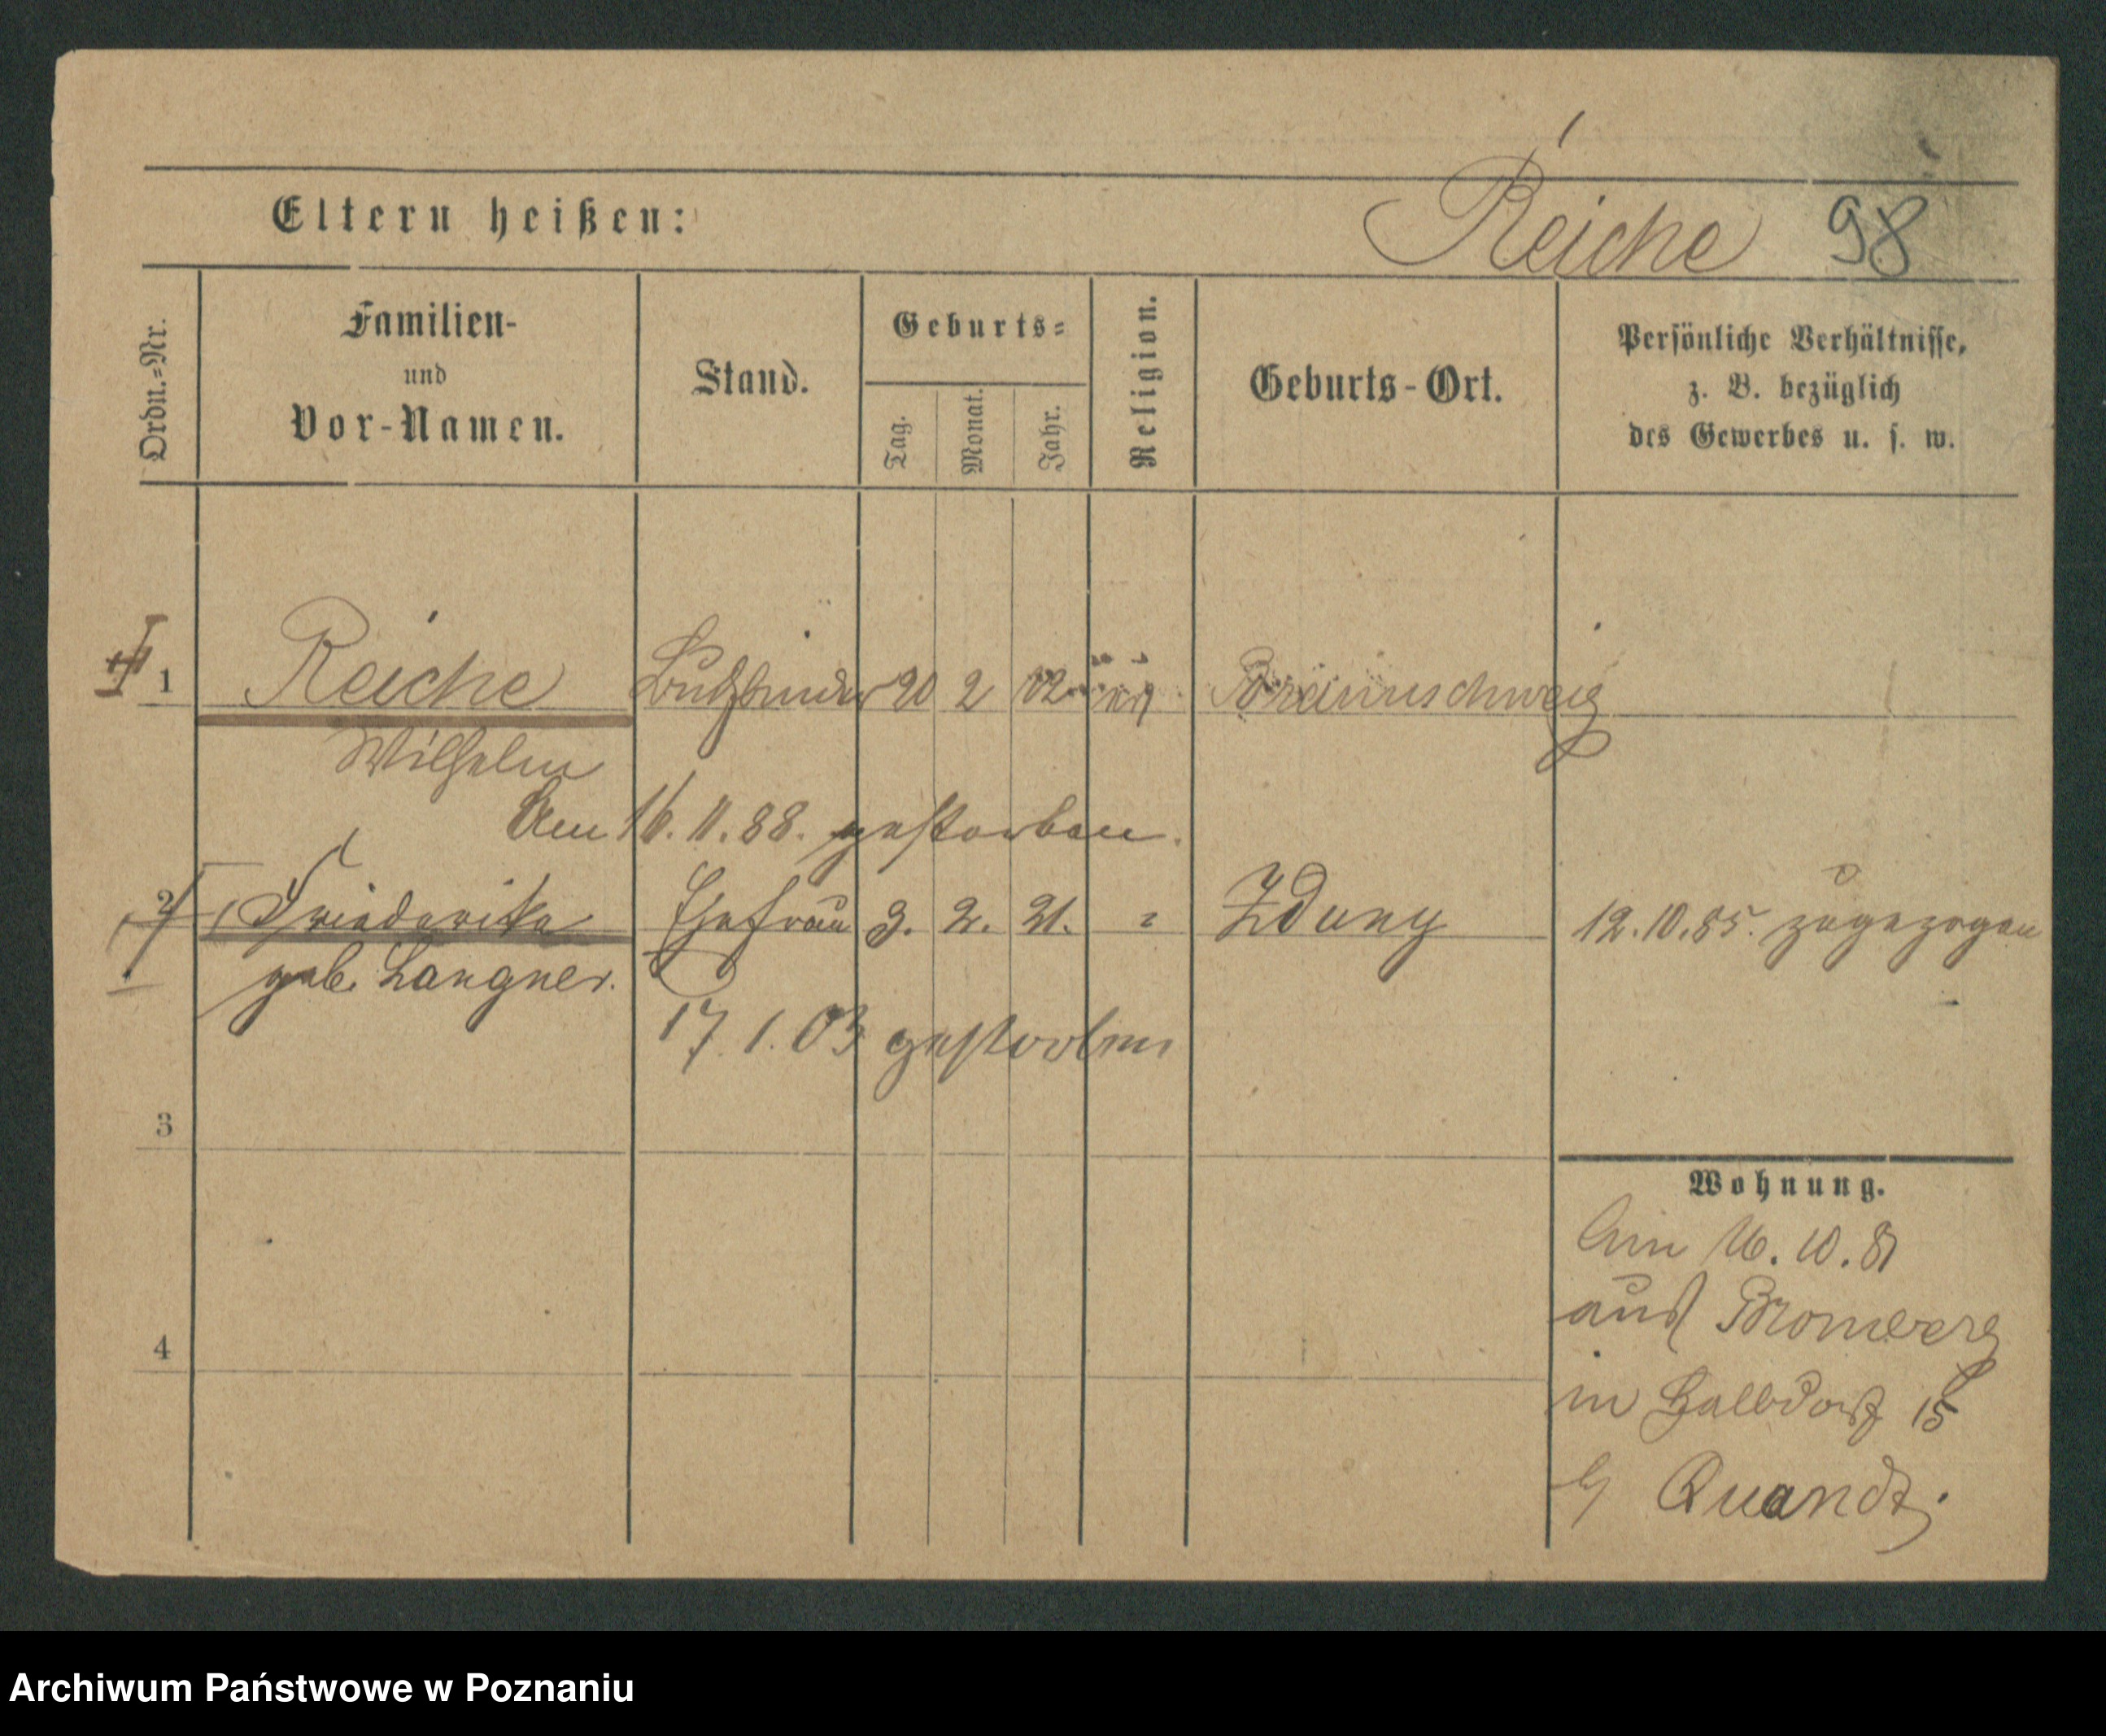 Eltern heißen:
Reiche 98
Ordn.=Nr.
Familien-
und
Vor-Namen.
Stand.
Geburts=
Tag.
Monat.
Jahr.
Religion.
Geburts-Ort.
Persönliche Verhältnisse,
z. B. bezüglich
des Gewerbes u. s. w.
1 Reiche Buchbinder 20 2 02 Braunschweig
Wilhelm
Am 16. 11. 88. gestorben.
2 Friederike Ehefrau 3. 2. 21. " Zduny 12.10.85. zugezogen
geb. Langner.
17. 1. 03 gestorben
3
4
Wohnung.
Am 16. 10. 81
aus Bromberg
in Halbdorf 15
b/ Quandt.
Archiwum Państwowe w Poznaniu